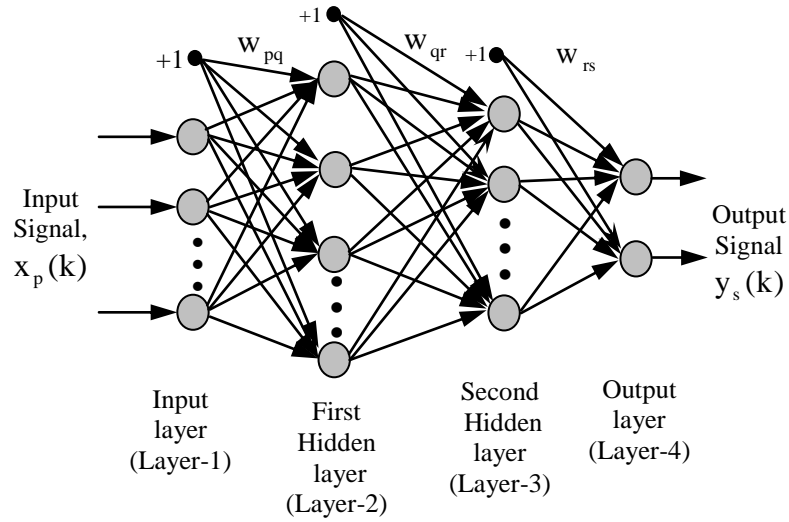 +1
w_pq
+1
w_qr
+1
w_rs
Input
Signal,
x_p(k)
Output
Signal
y_s(k)
Input
layer
(Layer-1)
First
Hidden
layer
(Layer-2)
Second
Hidden
layer
(Layer-3)
Output
layer
(Layer-4)